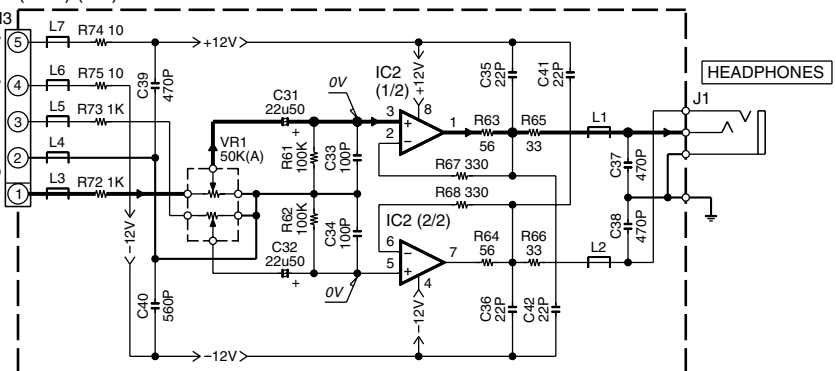 L7 R74 10
5
+12V
L6 R75 10
4
C39
470P
L5 R73 1K
3
L4
2
L3 R72 1K
1
-12V
C40
560P
VR1
50K(A)
C31
22u50
+
0V
R61
100K
C33
100P
R62
100K
C34
100P
C32
22u50
+
0V
IC2
(1/2)
+12V
8
3
+
1
2
−
R63
56
R65
33
C35
22P
C41
22P
R67 330
R68 330
IC2 (2/2)
6
−
7
5
+
4
-12V
R64
56
R66
33
C36
22P
C42
22P
-12V
L1
L2
C37
470P
C38
470P
J1
HEADPHONES